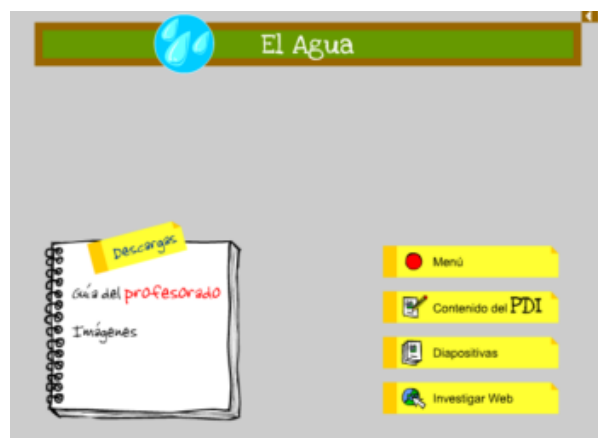 El Agua
Descargas
Guía del profesorado
Imágenes
Menú
Contenido del PDI
Diapositivas
Investigar Web